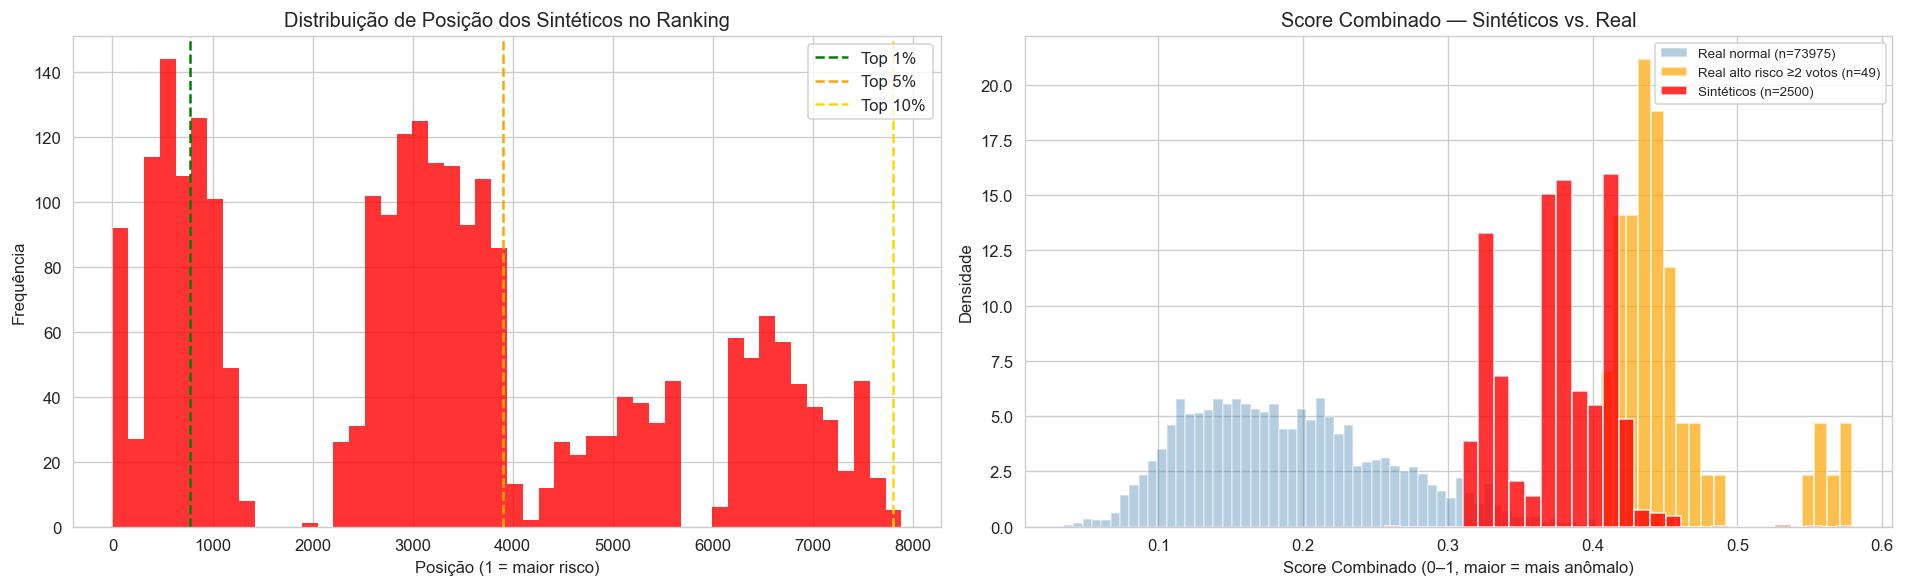 Distribuição de Posição dos Sintéticos no Ranking
Top 1%
Top 5%
Top 10%
140
120
100
80
60
40
20
0
Frequência
0 1000 2000 3000 4000 5000 6000 7000 8000
Posição (1 = maior risco)
Score Combinado — Sintéticos vs. Real
Real normal (n=73975)
Real alto risco ≥2 votos (n=49)
Sintéticos (n=2500)
20.0
17.5
15.0
12.5
10.0
7.5
5.0
2.5
0.0
Densidade
0.1 0.2 0.3 0.4 0.5 0.6
Score Combinado (0–1, maior = mais anômalo)